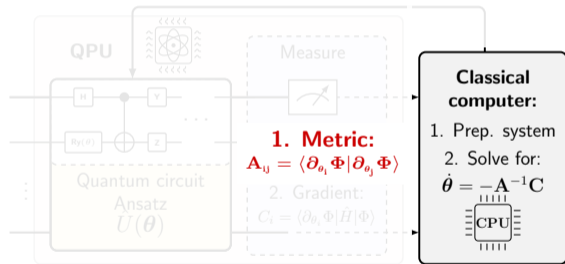 QPU
H
Y
Ry(θ)
Z
...
Quantum circuit
Ansatz
U(θ)
Measure
1. Metric:
A_ij = ⟨∂_θi Φ|∂_θj Φ⟩
2. Gradient:
C_i = ⟨∂_θi Φ|Ĥ|Φ⟩
Classical
computer:
1. Prep. system
2. Solve for:
θ̇ = −A⁻¹C
CPU